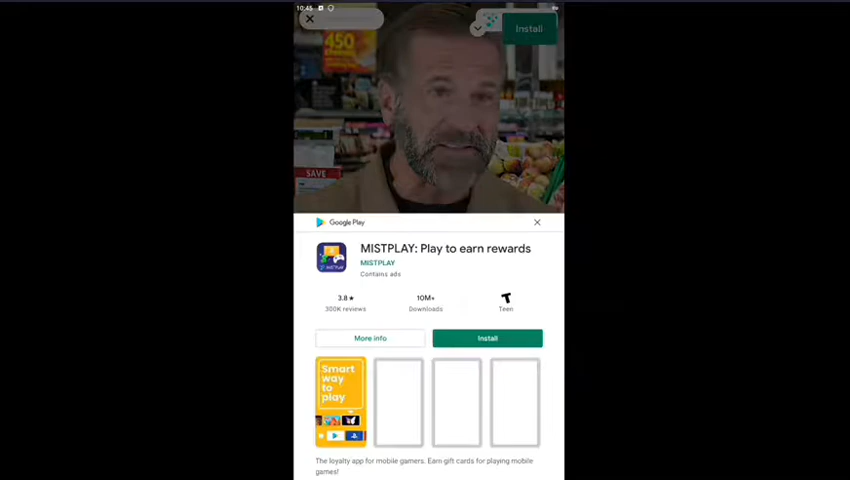 10:45
Install
450
SAVE
Google Play
MISTPLAY: Play to earn rewards
MISTPLAY
Contains ads
3.8★
10M+
300K reviews
Downloads
Teen
More info
Install
Smart
way
to
play
The loyalty app for mobile gamers. Earn gift cards for playing mobile
games!